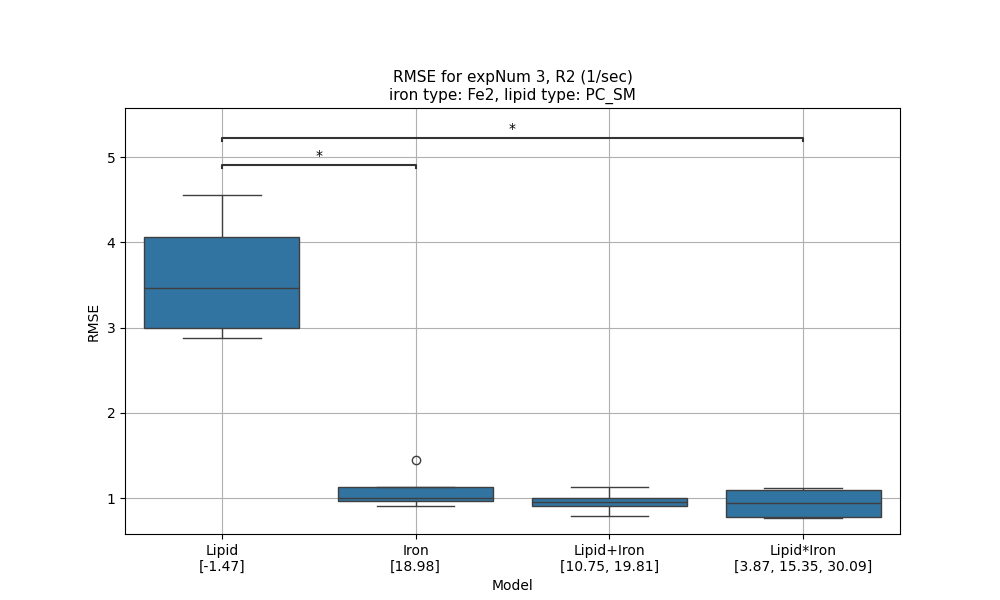 RMSE for expNum 3, R2 (1/sec)
iron type: Fe2, lipid type: PC_SM
*
*
5
4
3
2
1
RMSE
Lipid
[-1.47]
Iron
[18.98]
Lipid+Iron
[10.75, 19.81]
Lipid*Iron
[3.87, 15.35, 30.09]
Model